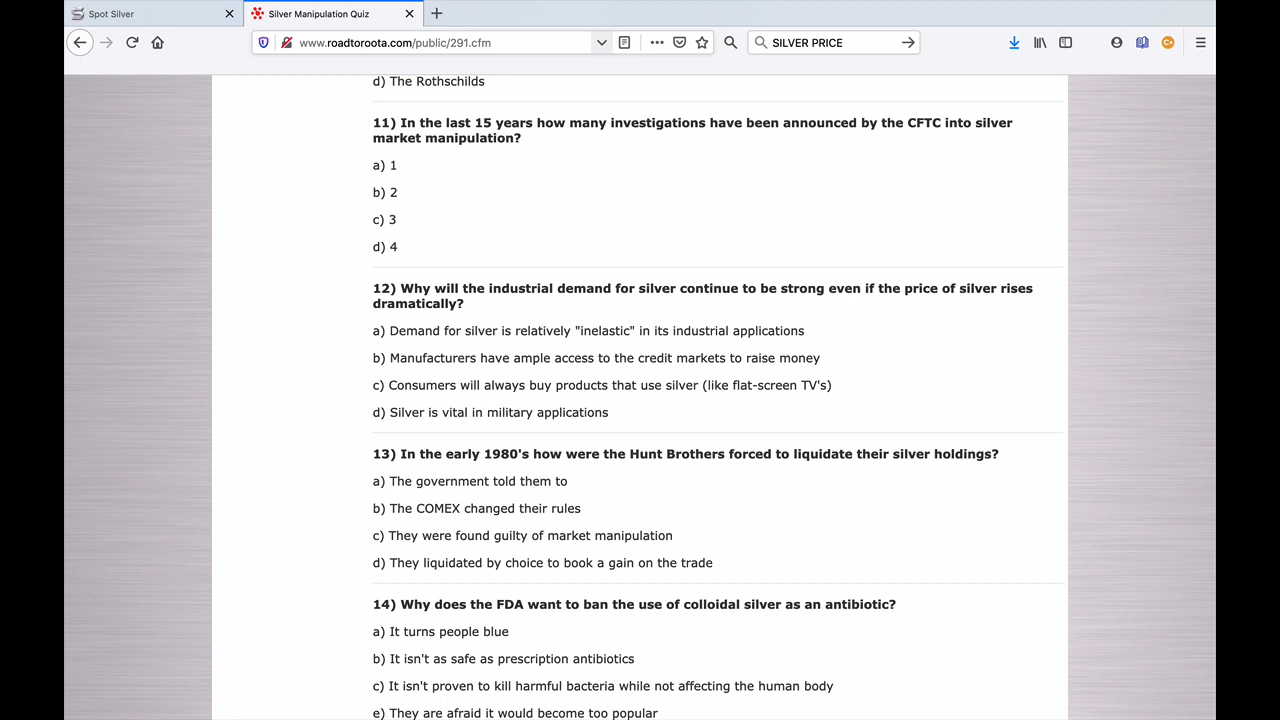 Spot Silver
Silver Manipulation Quiz
www.roadtoroota.com/public/291.cfm
SILVER PRICE
d) The Rothschilds
11) In the last 15 years how many investigations have been announced by the CFTC into silver
market manipulation?
a) 1
b) 2
c) 3
d) 4
12) Why will the industrial demand for silver continue to be strong even if the price of silver rises
dramatically?
a) Demand for silver is relatively "inelastic" in its industrial applications
b) Manufacturers have ample access to the credit markets to raise money
c) Consumers will always buy products that use silver (like flat-screen TV's)
d) Silver is vital in military applications
13) In the early 1980's how were the Hunt Brothers forced to liquidate their silver holdings?
a) The government told them to
b) The COMEX changed their rules
c) They were found guilty of market manipulation
d) They liquidated by choice to book a gain on the trade
14) Why does the FDA want to ban the use of colloidal silver as an antibiotic?
a) It turns people blue
b) It isn't as safe as prescription antibiotics
c) It isn't proven to kill harmful bacteria while not affecting the human body
e) They are afraid it would become too popular